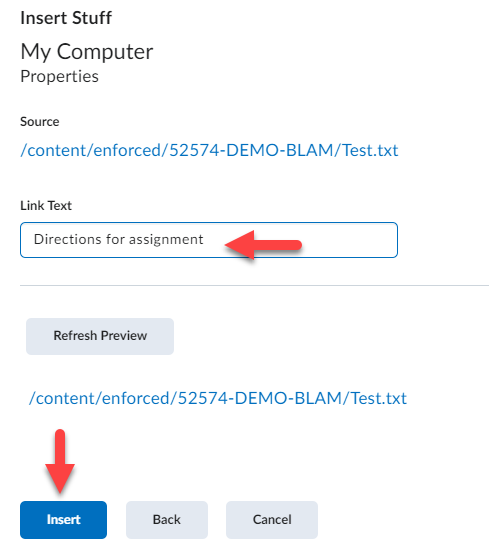 Insert Stuff
My Computer
Properties
Source
/content/enforced/52574-DEMO-BLAM/Test.txt
Link Text
Directions for assignment
Refresh Preview
/content/enforced/52574-DEMO-BLAM/Test.txt
Insert Back Cancel